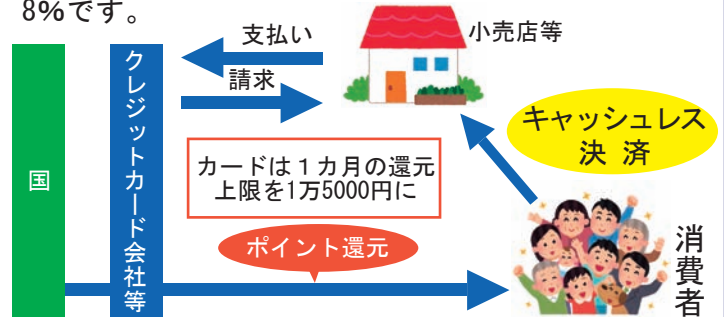 8%です。
支払い
小売店等
請求
クレジットカード会社等
国
キャッシュレス
決済
カードは１カ月の還元
上限を1万5000円に
ポイント還元
消費者